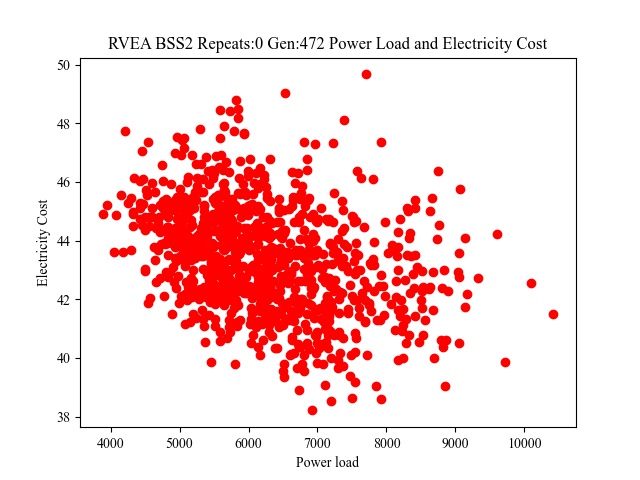 RVEA BSS2 Repeats:0 Gen:472 Power Load and Electricity Cost
50
48
46
44
42
40
38
Electricity Cost
4000 5000 6000 7000 8000 9000 10000
Power load